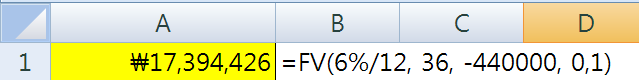 A B C D
1 ₩17,394,426 =FV(6%/12, 36, -440000, 0,1)